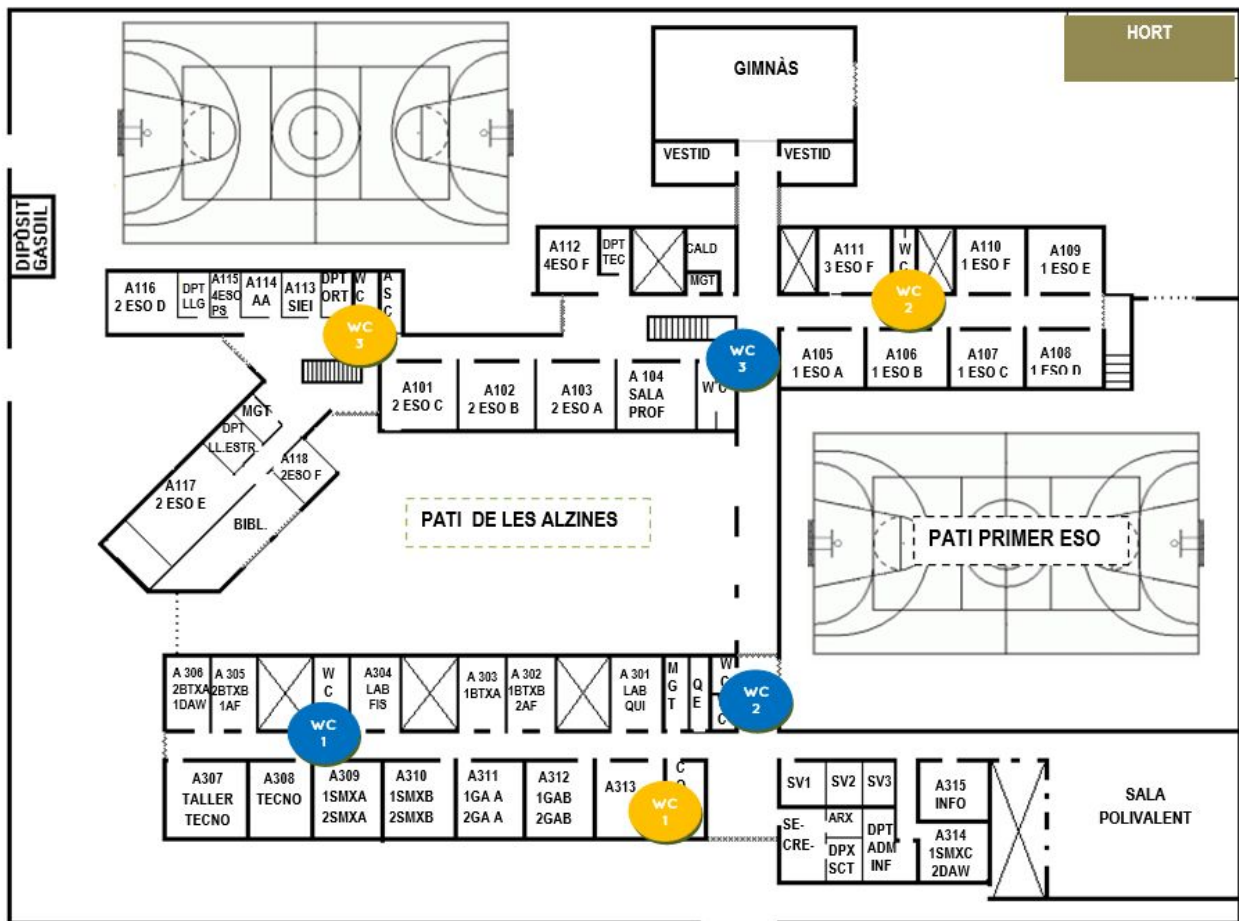 HORT
GIMNÀS
VESTID
VESTID
DIPÒSIT
GASOIL
A112
4ESO F
DPT
TEC
CALD
MGT
A111
3 ESO F
W
C
A110
1 ESO F
A109
1 ESO E
WC
2
A116
2 ESO D
DPT
LLG
A115
4ESO
PS
A114
AA
A113
SIEI
DPT
ORT
W
C
A
S
C
WC
3
WC
3
A105
1 ESO A
A106
1 ESO B
A107
1 ESO C
A108
1 ESO D
A101
2 ESO C
A102
2 ESO B
A103
2 ESO A
A 104
SALA
PROF
W C
MGT
DPT
LL.ESTR.
A118
2ESO F
A117
2 ESO E
BIBL.
PATI DE LES ALZINES
PATI PRIMER ESO
A 306
2BTXA
1DAW
A 305
2BTXB
1AF
W
C
A304
LAB
FIS
A 303
1BTXA
A 302
1BTXB
2AF
A 301
LAB
QUI
M
G
T
Q
E
WC
C
WC
2
WC
1
A307
TALLER
TECNO
A308
TECNO
A309
1SMXA
2SMXA
A310
1SMXB
2SMXB
A311
1GA A
2GA A
A312
1GAB
2GAB
A313
C
WC
1
SV1
SV2
SV3
SE-
CRE-
ARX
DPX
SCT
DPT
ADM
INF
A315
INFO
A314
1SMXC
2DAW
SALA
POLIVALENT